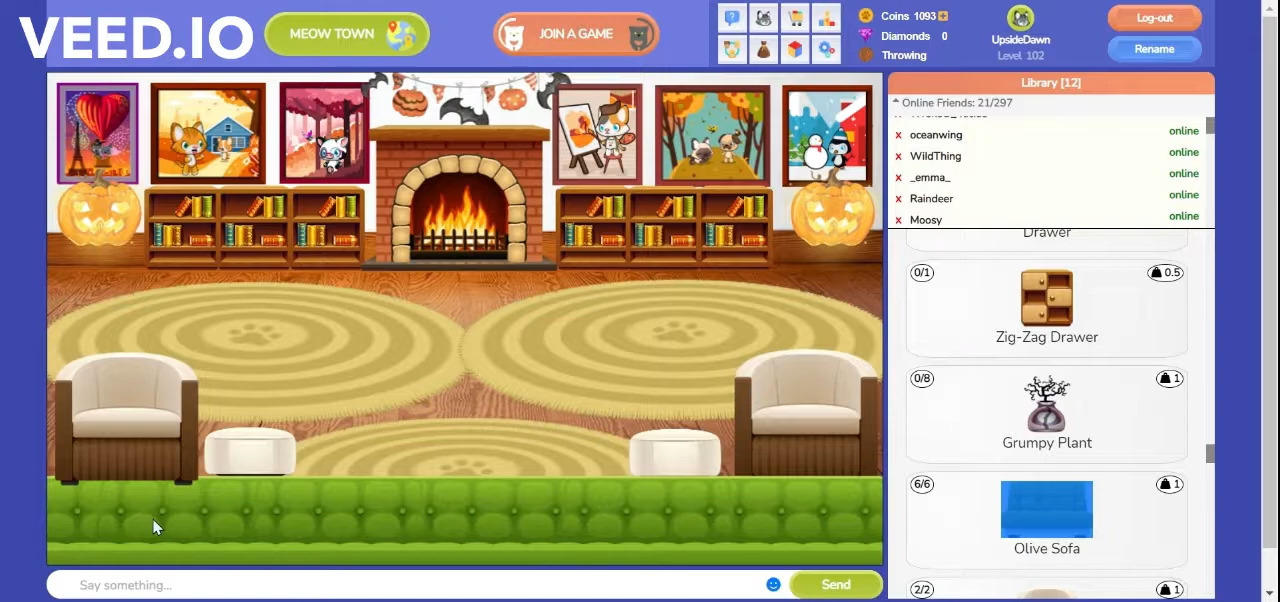 VEED.IO
MEOW TOWN
JOIN A GAME
Coins 1093
Diamonds 0
Throwing
UpsideDawn
Level 102
Log-out
Rename
Library [12]
Online Friends: 21/297
oceanwing online
WildThing online
_emma_ online
Raindeer online
Moosy online
Drawer
0/1 0.5
Zig-Zag Drawer
0/8 1
Grumpy Plant
6/6 1
Olive Sofa
2/2 1
Say something...
Send